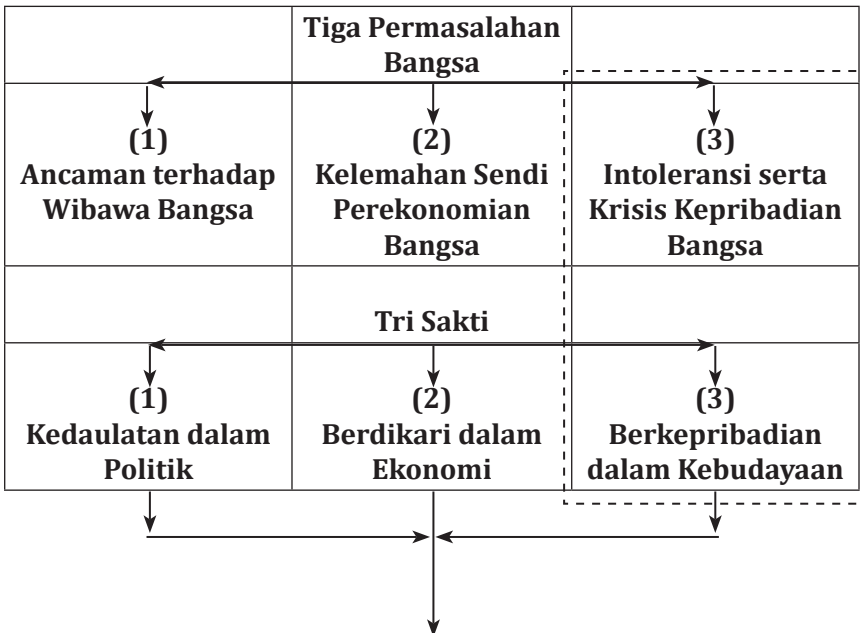 Tiga Permasalahan
Bangsa
(1)
Ancaman terhadap
Wibawa Bangsa
(2)
Kelemahan Sendi
Perekonomian
Bangsa
(3)
Intoleransi serta
Krisis Kepribadian
Bangsa
Tri Sakti
(1)
Kedaulatan dalam
Politik
(2)
Berdikari dalam
Ekonomi
(3)
Berkepribadian
dalam Kebudayaan